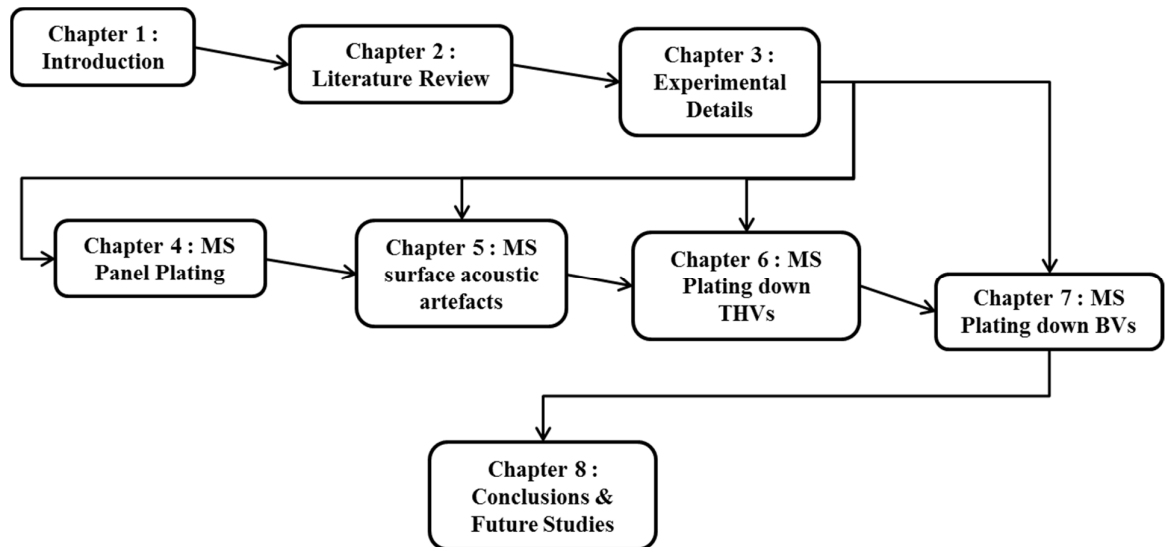 Chapter 1 :
Introduction
Chapter 2 :
Literature Review
Chapter 3 :
Experimental
Details
Chapter 4 : MS
Panel Plating
Chapter 5 : MS
surface acoustic
artefacts
Chapter 6 : MS
Plating down
THVs
Chapter 7 : MS
Plating down BVs
Chapter 8 :
Conclusions &
Future Studies